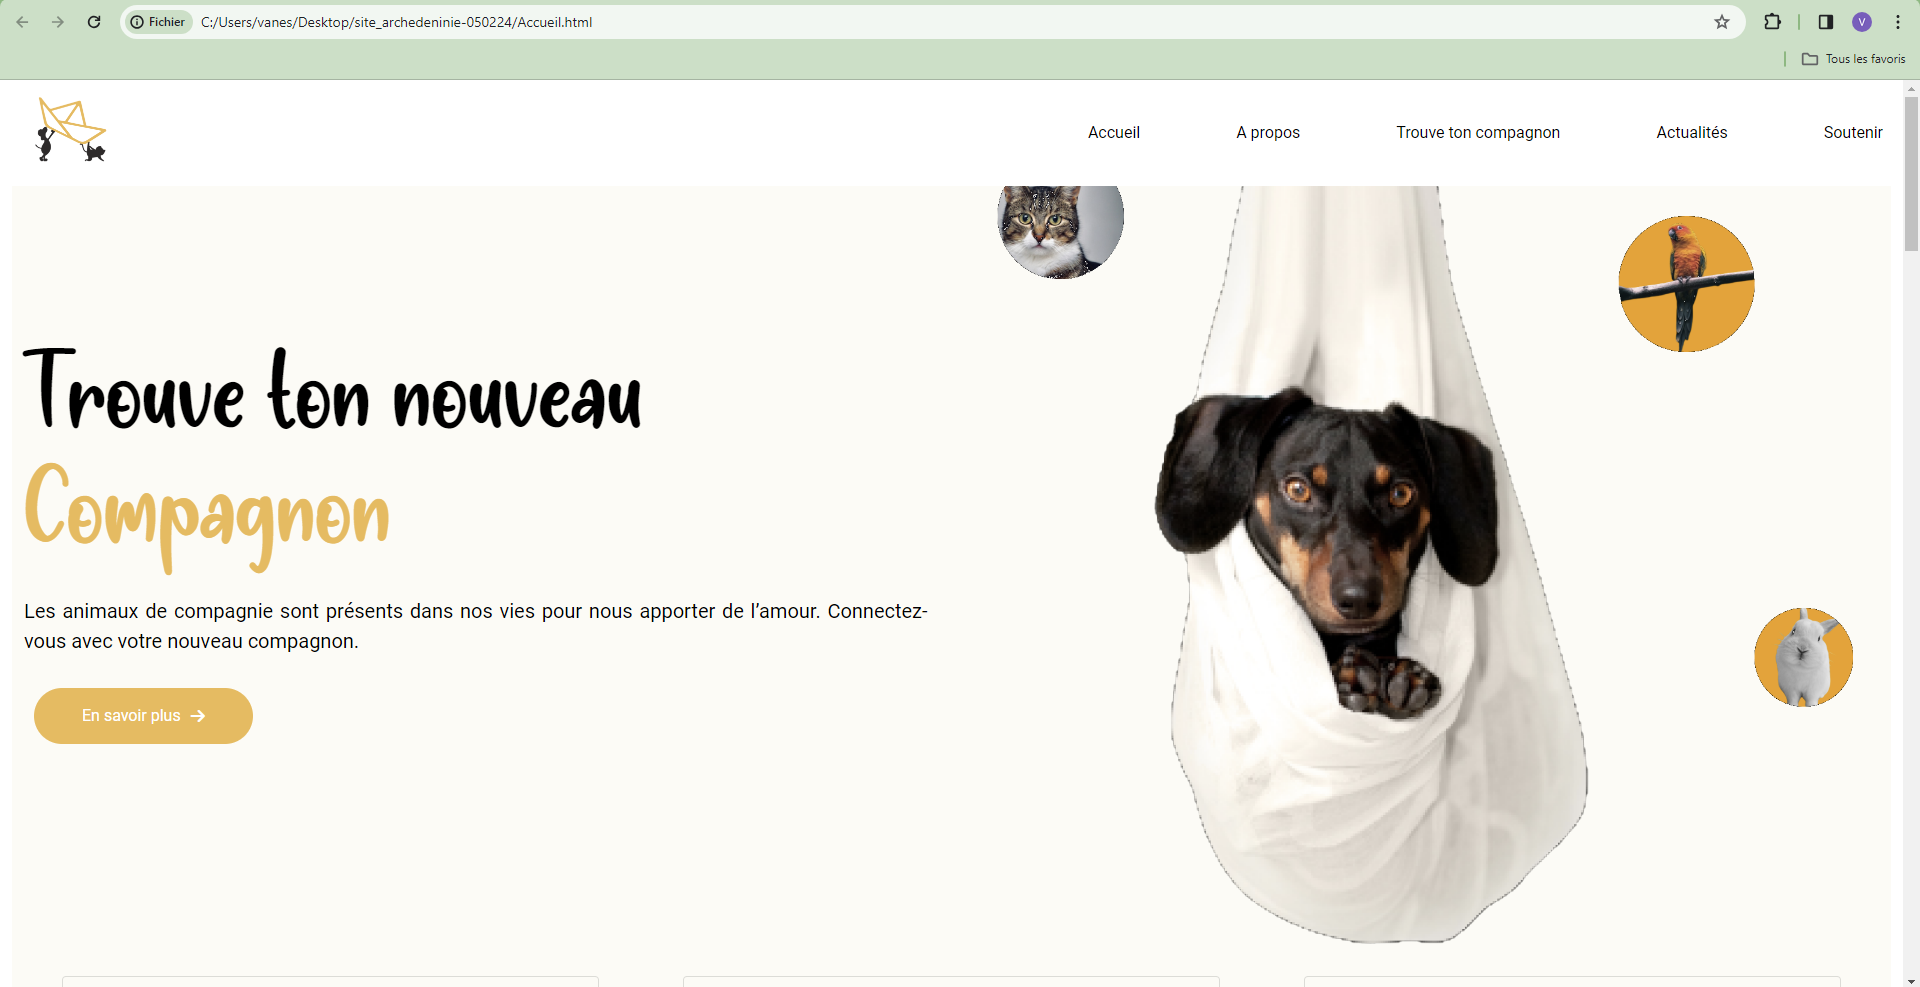 Fichier C:/Users/vanes/Desktop/site_archedeninie-050224/Accueil.html
V
Tous les favoris
Accueil A propos Trouve ton compagnon Actualités Soutenir
Trouve ton nouveau
Compagnon
Les animaux de compagnie sont présents dans nos vies pour nous apporter de l’amour. Connectez-
vous avec votre nouveau compagnon.
En savoir plus →